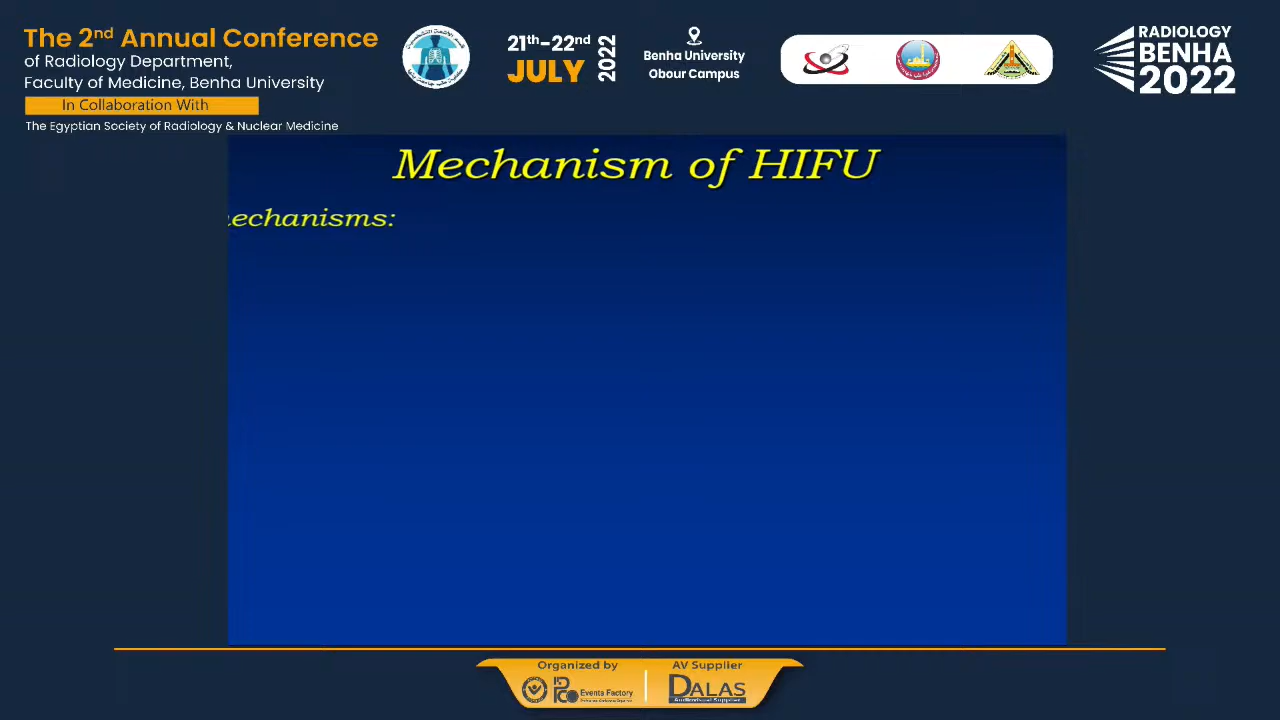 The 2nd Annual Conference
of Radiology Department,
Faculty of Medicine, Benha University
In Collaboration With
The Egyptian Society of Radiology & Nuclear Medicine
21th-22nd
JULY
2022
Benha University
Obour Campus
RADIOLOGY
BENHA
2022
Mechanism of HIFU
echanisms:
Organized by
Events Factory
AV Supplier
DALAS